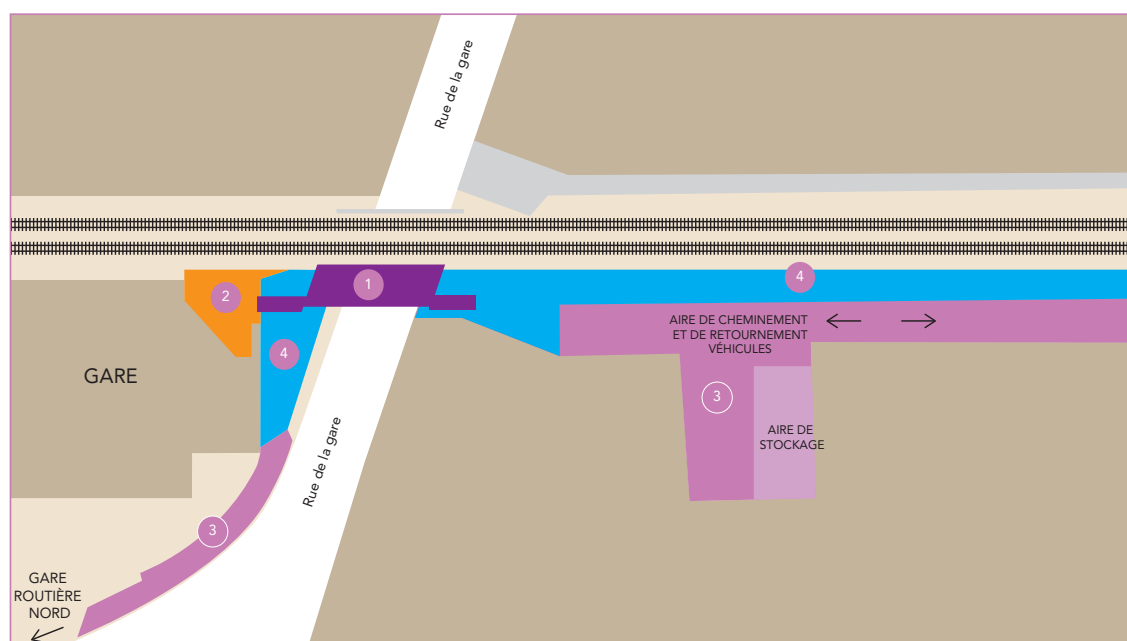 Rue de la gare
1
2
4
4
AIRE DE CHEMINEMENT
ET DE RETOURNEMENT
VÉHICULES
GARE
3
AIRE DE
STOCKAGE
Rue de la gare
3
GARE
ROUTIÈRE
NORD